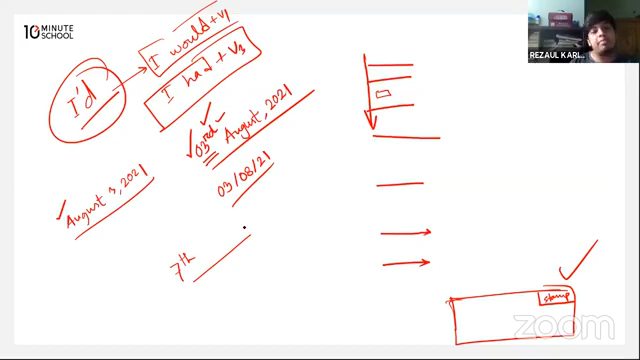 10 MINUTE SCHOOL
REZAUL KARI...
I'd
I would + v1
I had + v3
03rd August, 2021
03/08/21
August 3, 2021
7th
stamp
zoom